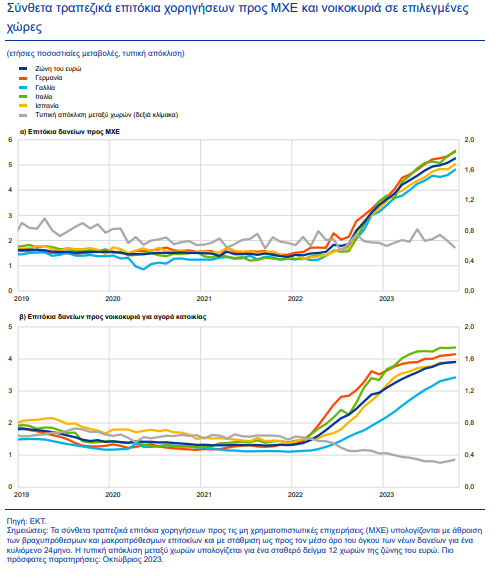 Σύνθετα τραπεζικά επιτόκια χορηγήσεων προς ΜΧΕ και νοικοκυριά σε επιλεγμένες
χώρες
(ετήσιες ποσοστιαίες μεταβολές, τυπική απόκλιση)
Ζώνη του ευρώ
Γερμανία
Γαλλία
Ιταλία
Ισπανία
Τυπική απόκλιση μεταξύ χωρών (δεξιά κλίμακα)
α) Επιτόκια δανείων προς ΜΧΕ
6 2,0
5 1,6
4
3 1,2
2 0,8
1 0,4
0 0,0
2019 2020 2021 2022 2023
β) Επιτόκια δανείων προς νοικοκυριά για αγορά κατοικίας
5 2,0
4 1,6
3 1,2
2 0,8
1 0,4
0 0,0
2019 2020 2021 2022 2023
Πηγή: ΕΚΤ.
Σημειώσεις: Τα σύνθετα τραπεζικά επιτόκια χορηγήσεων προς τις μη χρηματοπιστωτικές επιχειρήσεις (ΜΧΕ) υπολογίζονται με άθροιση
των βραχυπρόθεσμων και μακροπρόθεσμων επιτοκίων και με στάθμιση ως προς τον μέσο όρο του όγκου των νέων δανείων για ένα
κυλιόμενο 24μηνο. Η τυπική απόκλιση μεταξύ χωρών υπολογίζεται για ένα σταθερό δείγμα 12 χωρών της ζώνης του ευρώ. Πιο
πρόσφατες παρατηρήσεις: Οκτώβριος 2023.